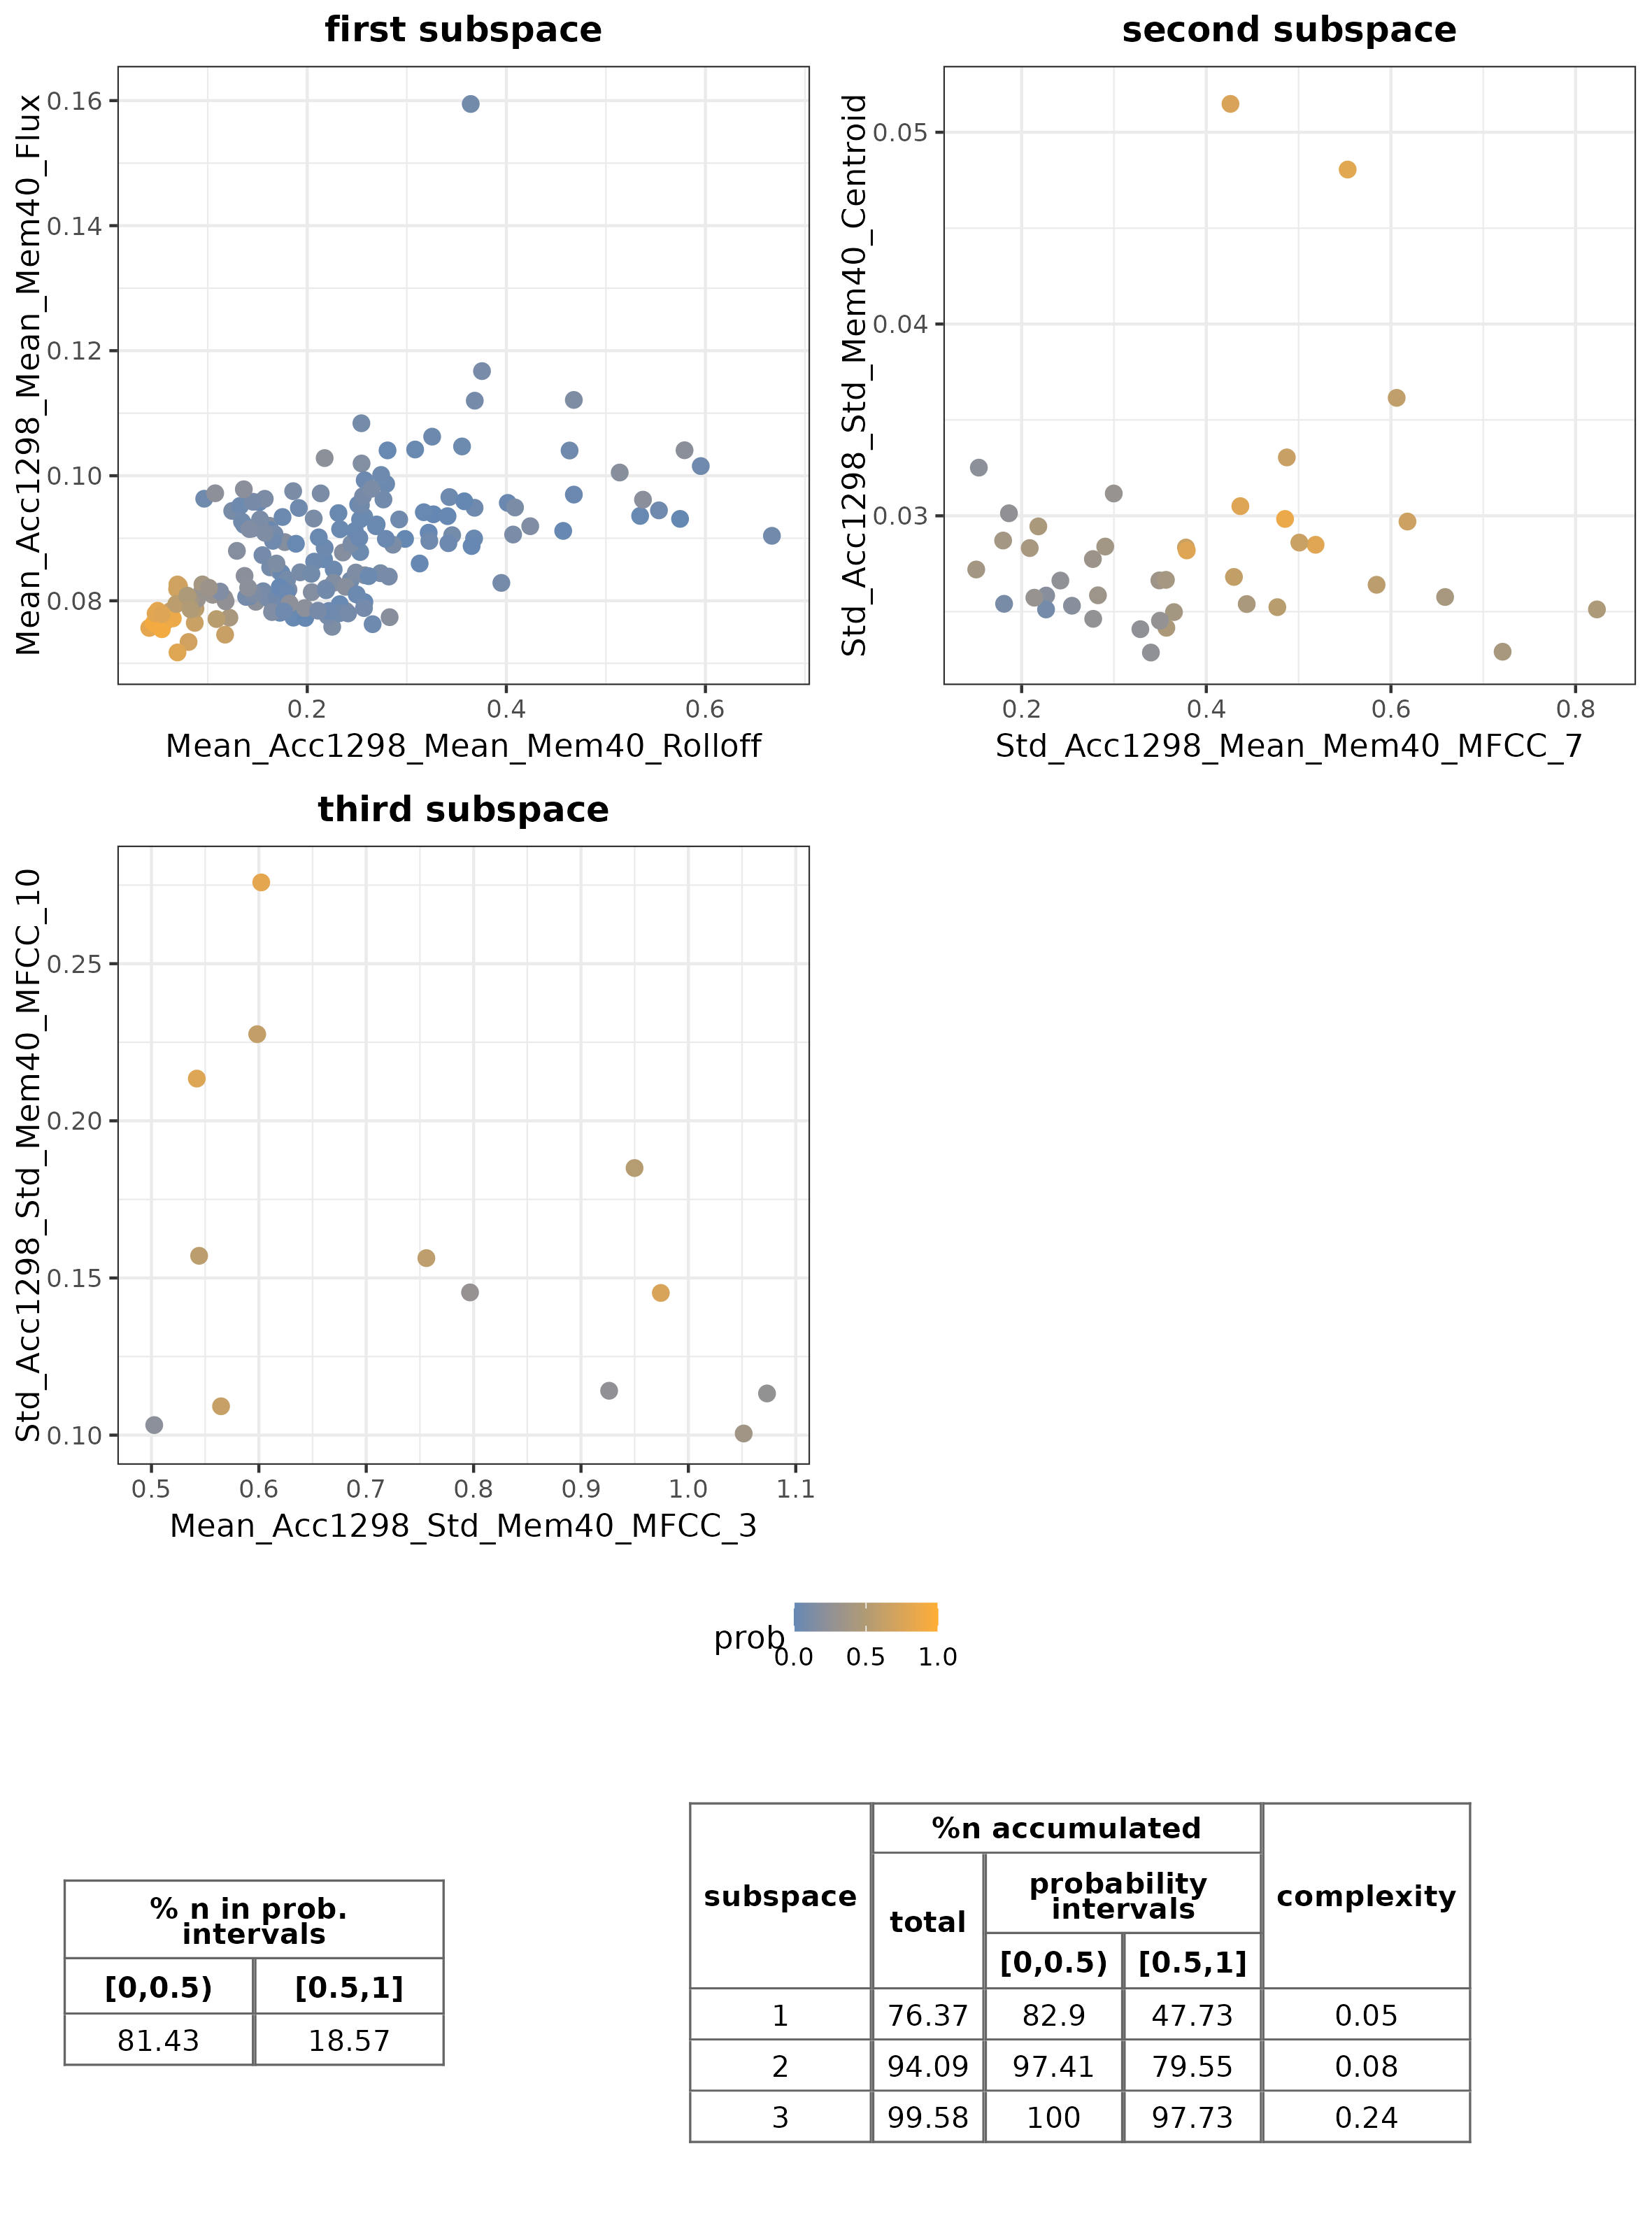 first subspace
Mean_Acc1298_Mean_Mem40_Flux
0.16
0.14
0.12
0.10
0.08
0.2 0.4 0.6
Mean_Acc1298_Mean_Mem40_Rolloff
second subspace
Std_Acc1298_Std_Mem40_Centroid
0.05
0.04
0.03
0.2 0.4 0.6 0.8
Std_Acc1298_Mean_Mem40_MFCC_7
third subspace
Std_Acc1298_Std_Mem40_MFCC_10
0.25
0.20
0.15
0.10
0.5 0.6 0.7 0.8 0.9 1.0 1.1
Mean_Acc1298_Std_Mem40_MFCC_3
prob
0.0 0.5 1.0
% n in prob.
intervals
[0,0.5) [0.5,1]
81.43 18.57
%n accumulated
subspace total probability
intervals complexity
[0,0.5) [0.5,1]
1 76.37 82.9 47.73 0.05
2 94.09 97.41 79.55 0.08
3 99.58 100 97.73 0.24